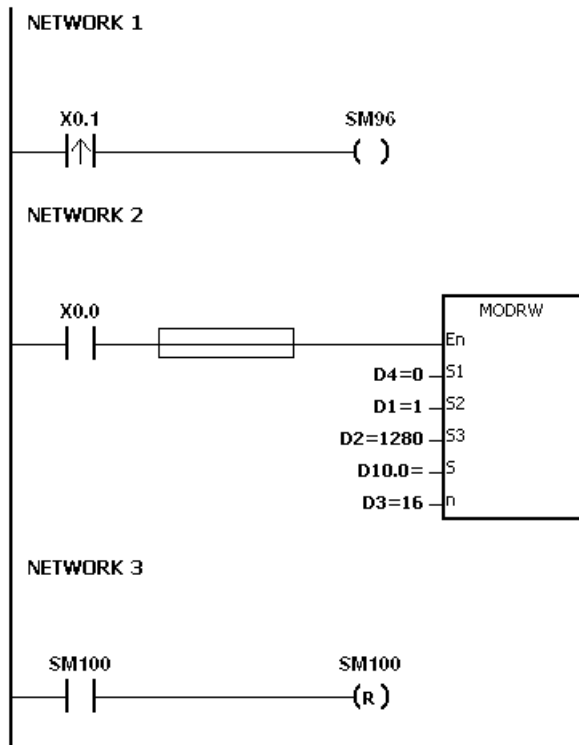 NETWORK 1
X0.1 SM96
NETWORK 2
X0.0
MODRW
En
D4=0 S1
D1=1 S2
D2=1280 S3
D10.0= S
D3=16 n
NETWORK 3
SM100 SM100
R